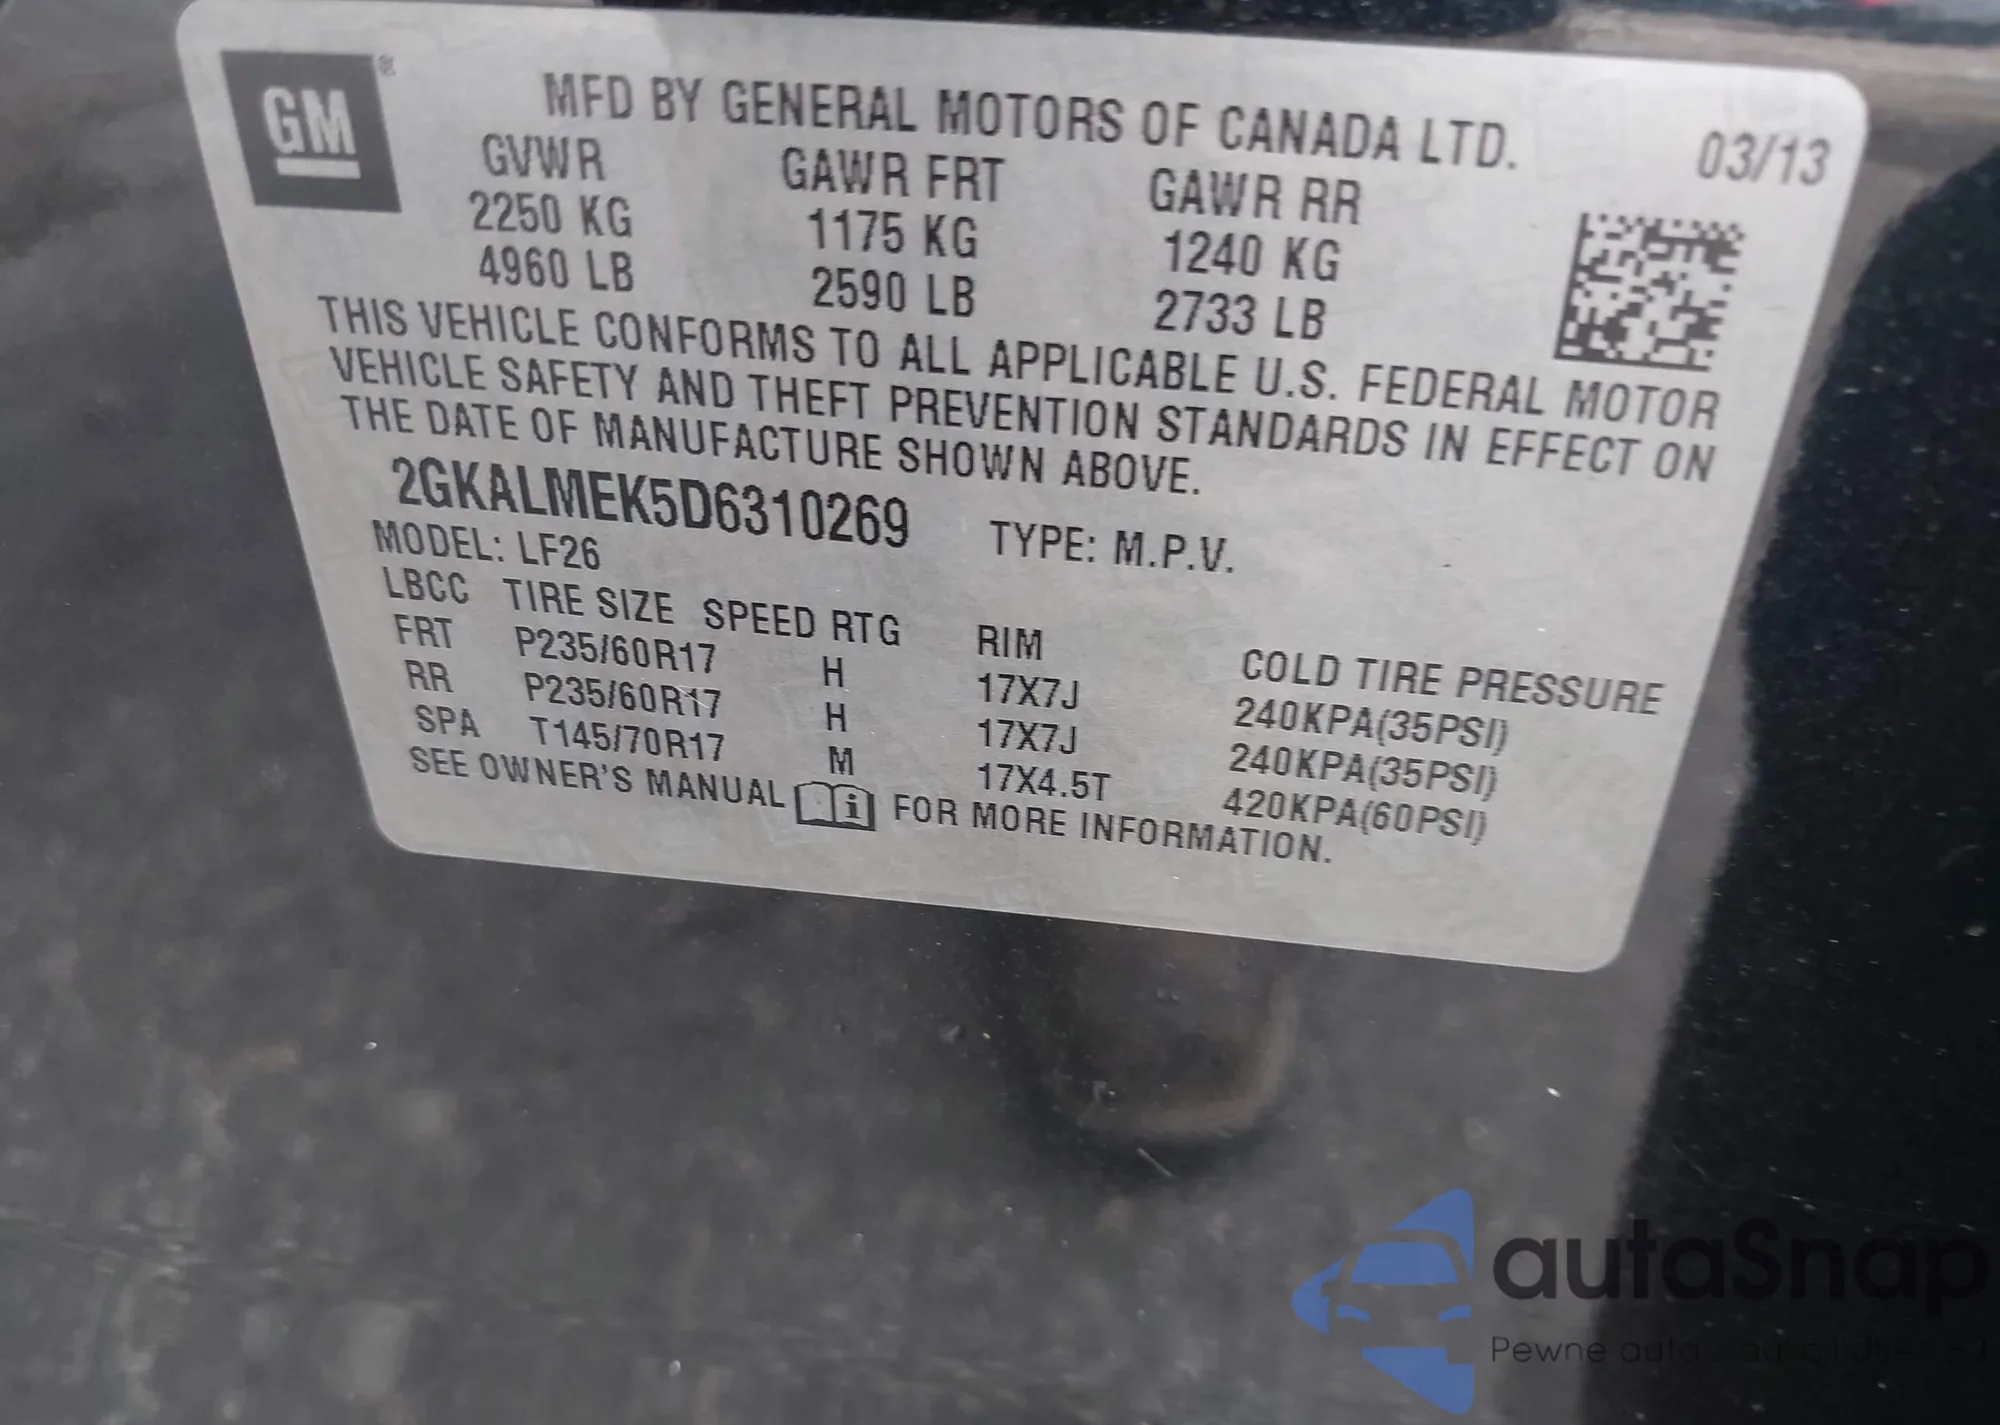 GM®
MFD BY GENERAL MOTORS OF CANADA LTD.
03/13
GVWR GAWR FRT GAWR RR
2250 KG 1175 KG 1240 KG
4960 LB 2590 LB 2733 LB
THIS VEHICLE CONFORMS TO ALL APPLICABLE U.S. FEDERAL MOTOR
VEHICLE SAFETY AND THEFT PREVENTION STANDARDS IN EFFECT ON
THE DATE OF MANUFACTURE SHOWN ABOVE.
2GKALMEK5D6310269 TYPE: M.P.V.
MODEL: LF26
LBCC TIRE SIZE SPEED RTG RIM COLD TIRE PRESSURE
FRT P235/60R17 H 17X7J 240KPA(35PSI)
RR P235/60R17 H 17X7J 240KPA(35PSI)
SPA T145/70R17 M 17X4.5T 420KPA(60PSI)
SEE OWNER'S MANUAL i FOR MORE INFORMATION.
autaSnap
Pewne auta